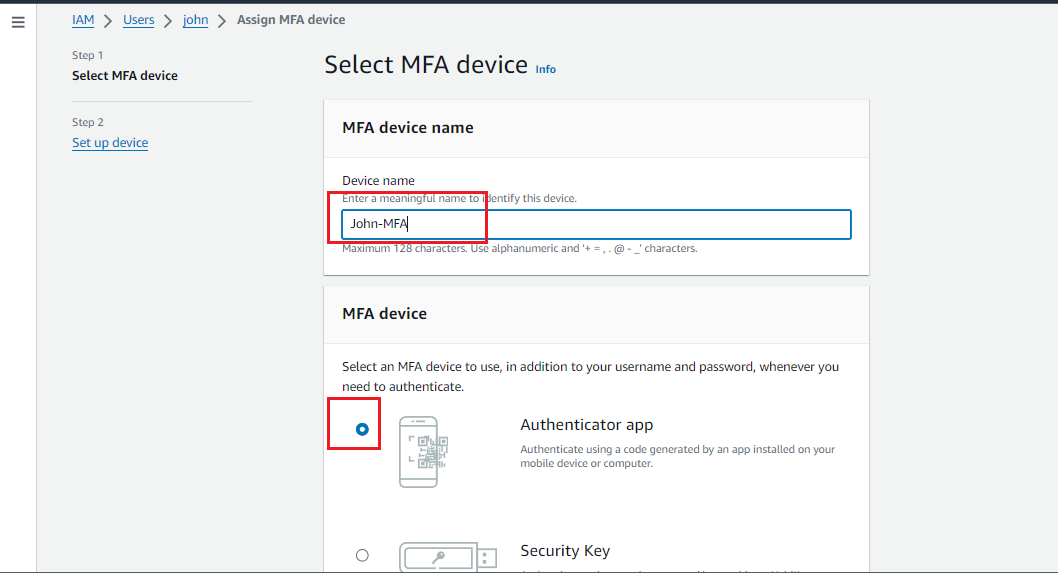 IAM > Users > john > Assign MFA device
Step 1
Select MFA device
Step 2
Set up device
Select MFA device Info
MFA device name
Device name
Enter a meaningful name to identify this device.
John-MFA
Maximum 128 characters. Use alphanumeric and '+ = , . @ - _' characters.
MFA device
Select an MFA device to use, in addition to your username and password, whenever you
need to authenticate.
Authenticator app
Authenticate using a code generated by an app installed on your
mobile device or computer.
Security Key